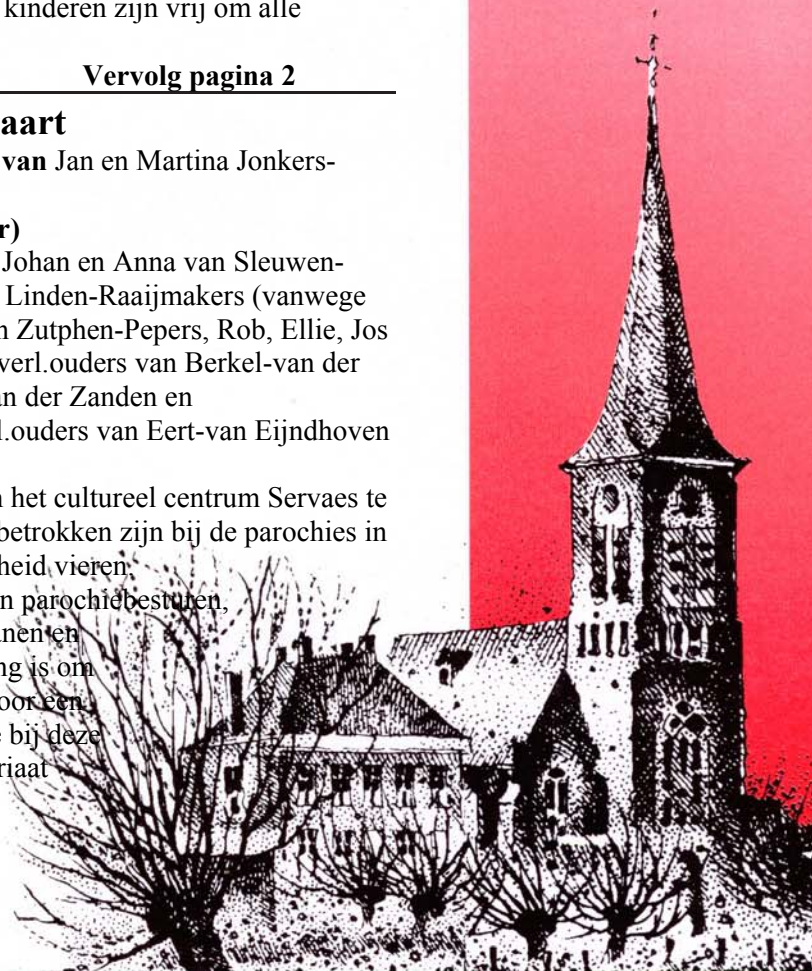 kinderen zijn vrij om alle
Vervolg pagina 2
aart
van Jan en Martina Jonkers-
r)
Johan en Anna van Sleuwen-
Linden-Raaijmakers (vanwege
n Zutphen-Pepers, Rob, Ellie, Jos
verl.ouders van Berkel-van der
an der Zanden en
l.ouders van Eert-van Eijndhoven
n het cultureel centrum Servaes te
betrokken zijn bij de parochies in
heid vieren.
n parochiebesturen,
anen en
ng is om
oor een
e bij deze
riaat